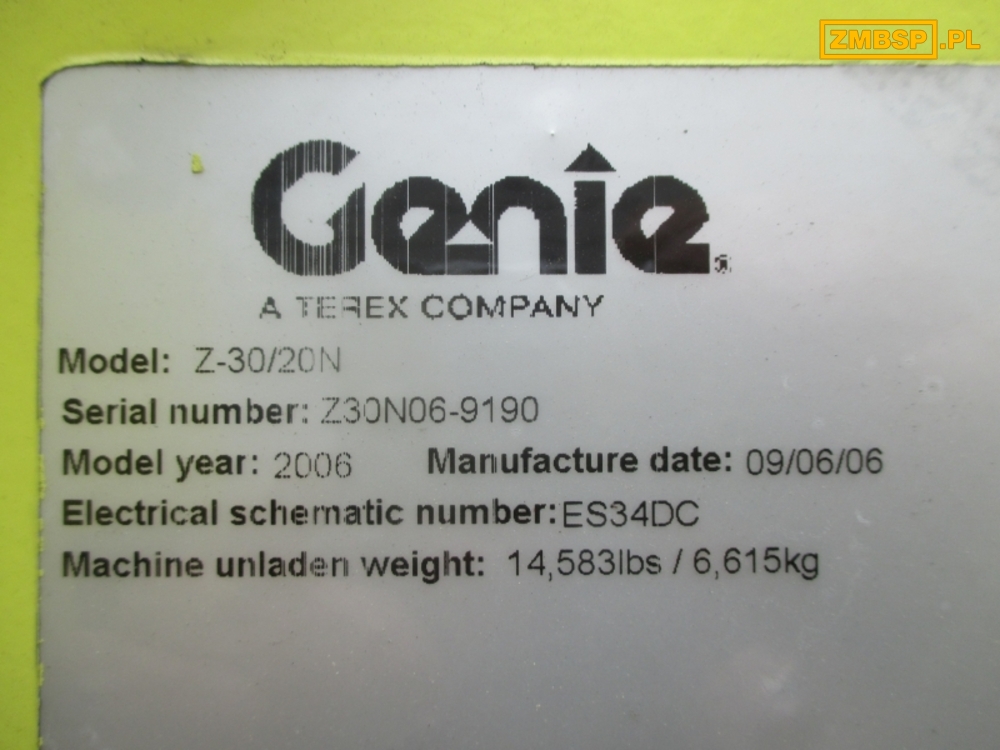 ZMBSP.PL
Genie®
A TEREX COMPANY
Model: Z-30/20N
Serial number: Z30N06-9190
Model year: 2006 Manufacture date: 09/06/06
Electrical schematic number: ES34DC
Machine unladen weight: 14,583lbs / 6,615kg